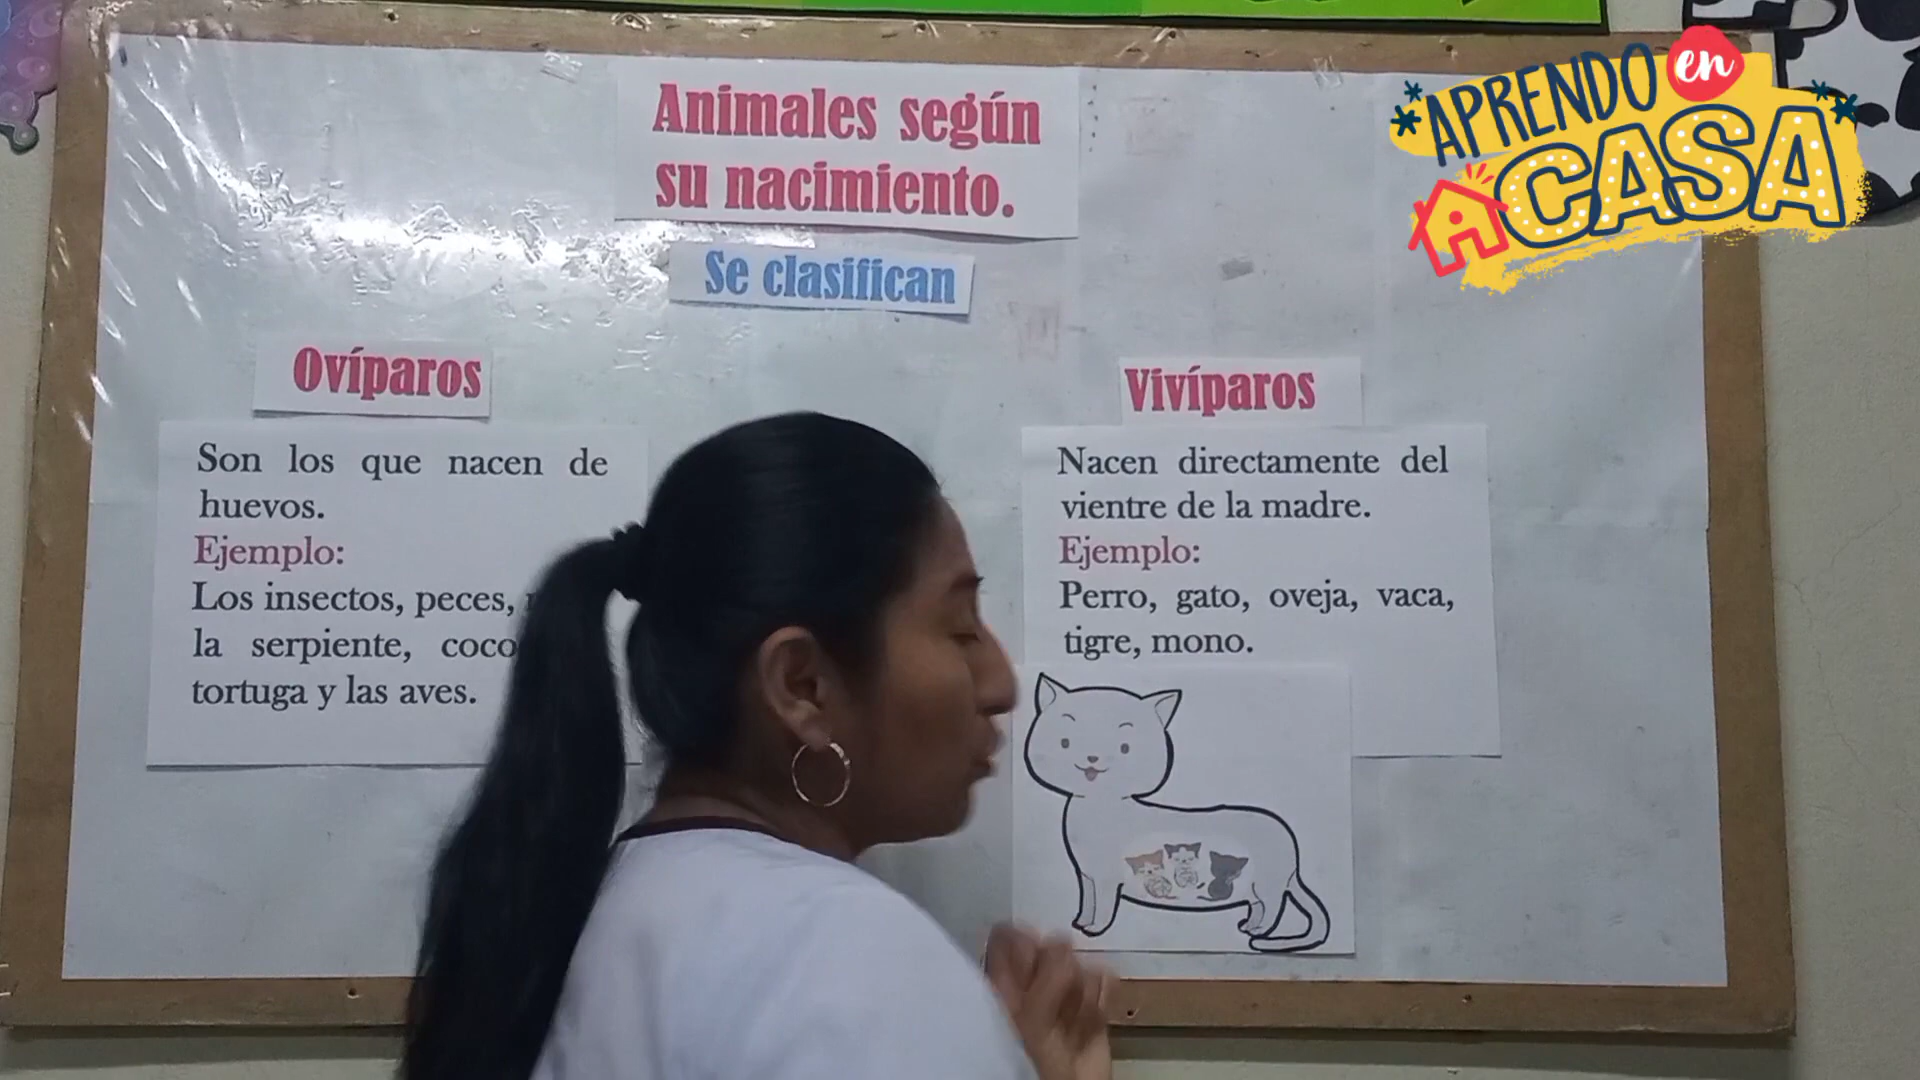 Animales según
su nacimiento.
Se clasifican
Ovíparos
Son los que nacen de
huevos.
Ejemplo:
Los insectos, peces,
la serpiente,
tortuga y las aves.
Vivíparos
Nacen directamente del
vientre de la madre.
Ejemplo:
Perro, gato, oveja, vaca,
tigre, mono.
APRENDO en
CASA